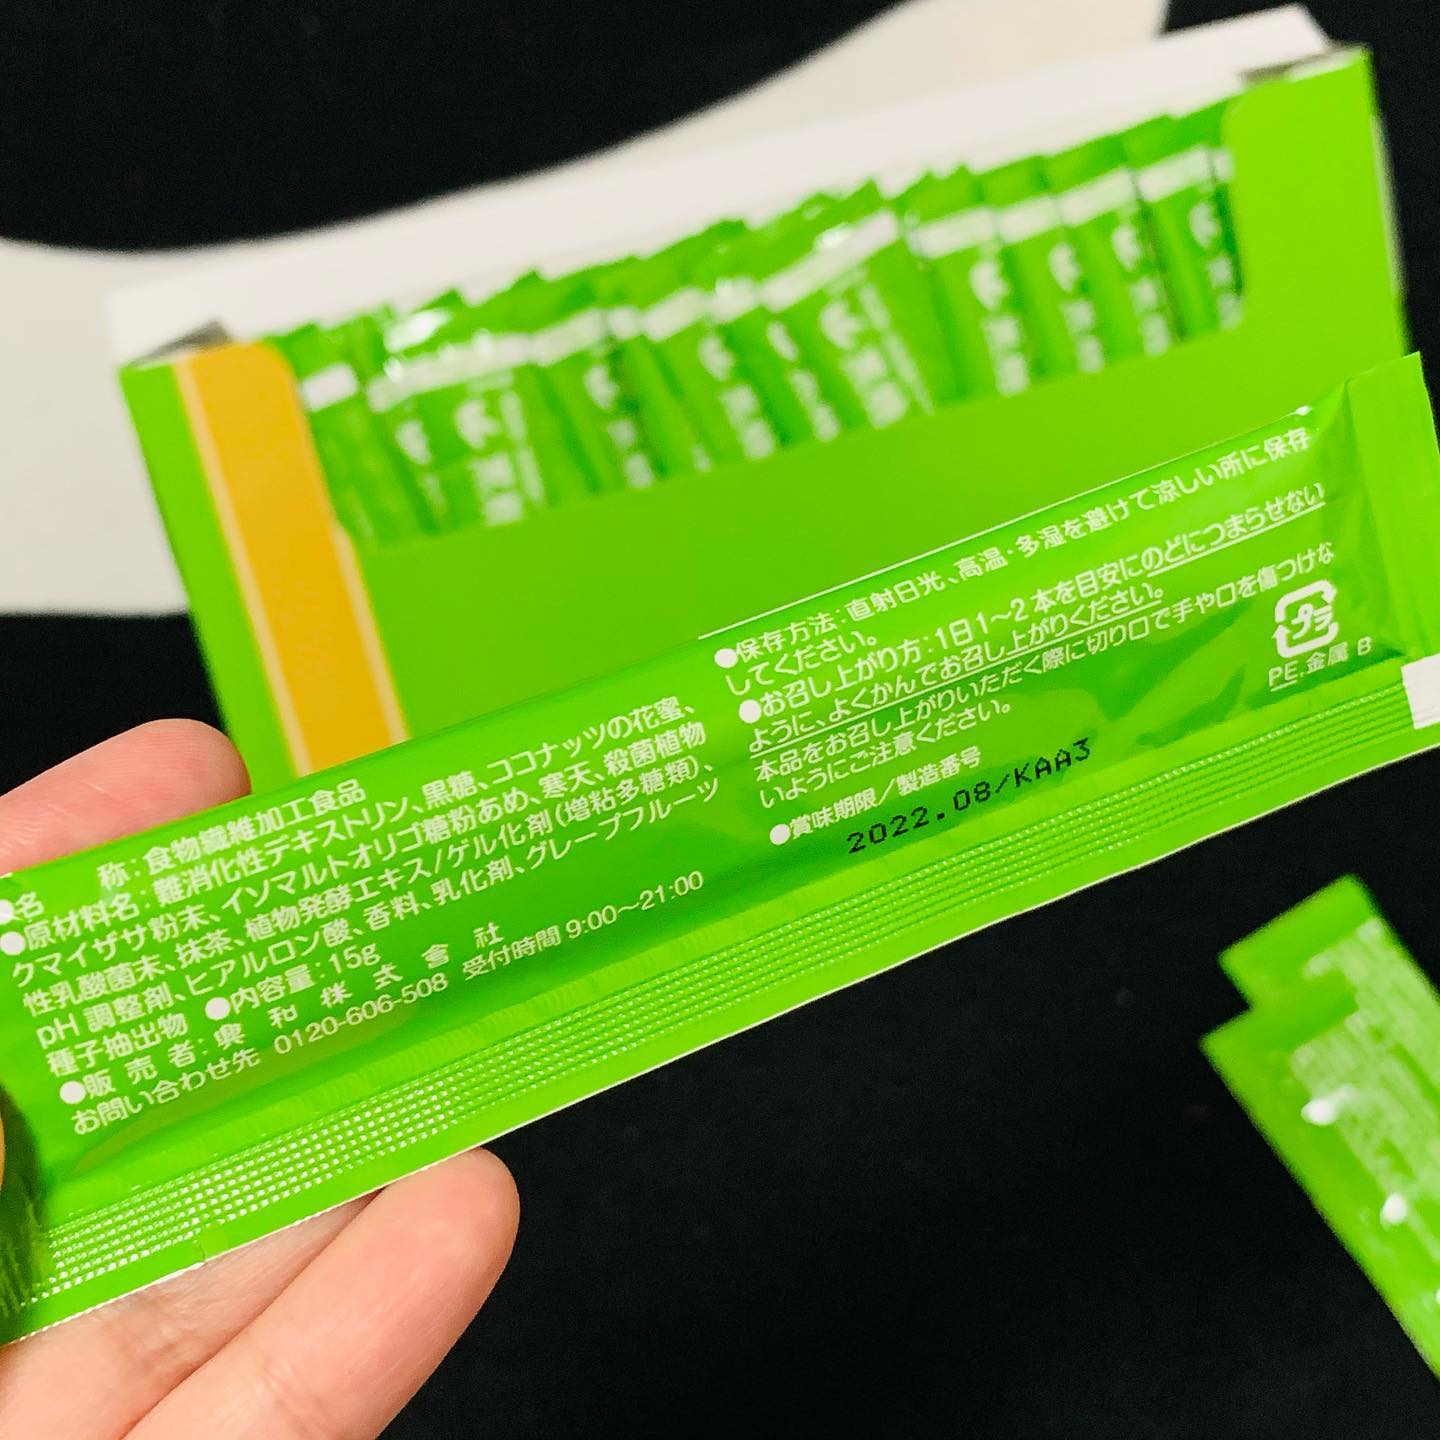 ●名　　称：食物繊維加工食品
●原材料名：難消化性デキストリン、黒糖、ココナッツの花蜜、
クマイザサ粉末、イソマルトオリゴ糖粉あめ、寒天、殺菌植物
性乳酸菌末、抹茶、植物発酵エキス/ゲル化剤(増粘多糖類)、
pH調整剤、ヒアルロン酸、香料、乳化剤、グレープフルーツ
種子抽出物 ●内容量：15g
●販 売 者：興 和 株 式 會 社
お問い合わせ先 0120-606-508 受付時間 9:00〜21:00
●保存方法：直射日光、高温・多湿を避けて涼しい所に保存
してください。
●お召し上がり方：1日1〜2本を目安にのどにつまらせない
ように、よくかんでお召し上がりください。
本品をお召し上がりいただく際に切り口で手や口を傷つけな
いようにご注意ください。
●賞味期限／製造番号
2022.08/KAA3
プラ
PE,金属 B